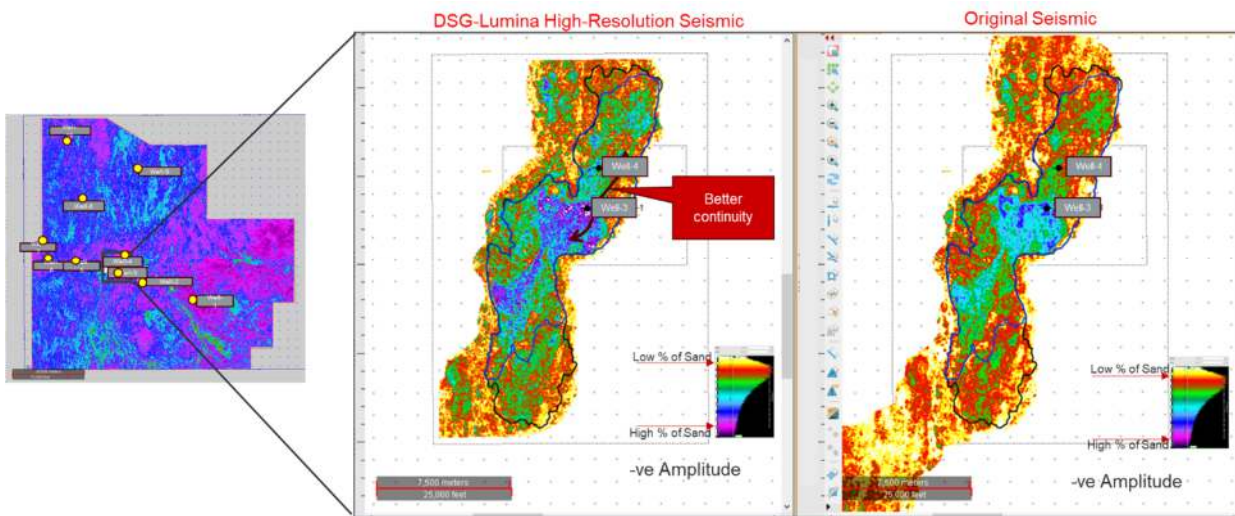 DSG-Lumina High-Resolution Seismic
Original Seismic
Well-4
Well-3
Better
continuity
Low % of Sand
High % of Sand
-ve Amplitude
7,500 meters
25,000 feet
Well-4
Well-3
Low % of Sand
High % of Sand
-ve Amplitude
7,500 meters
25,000 feet